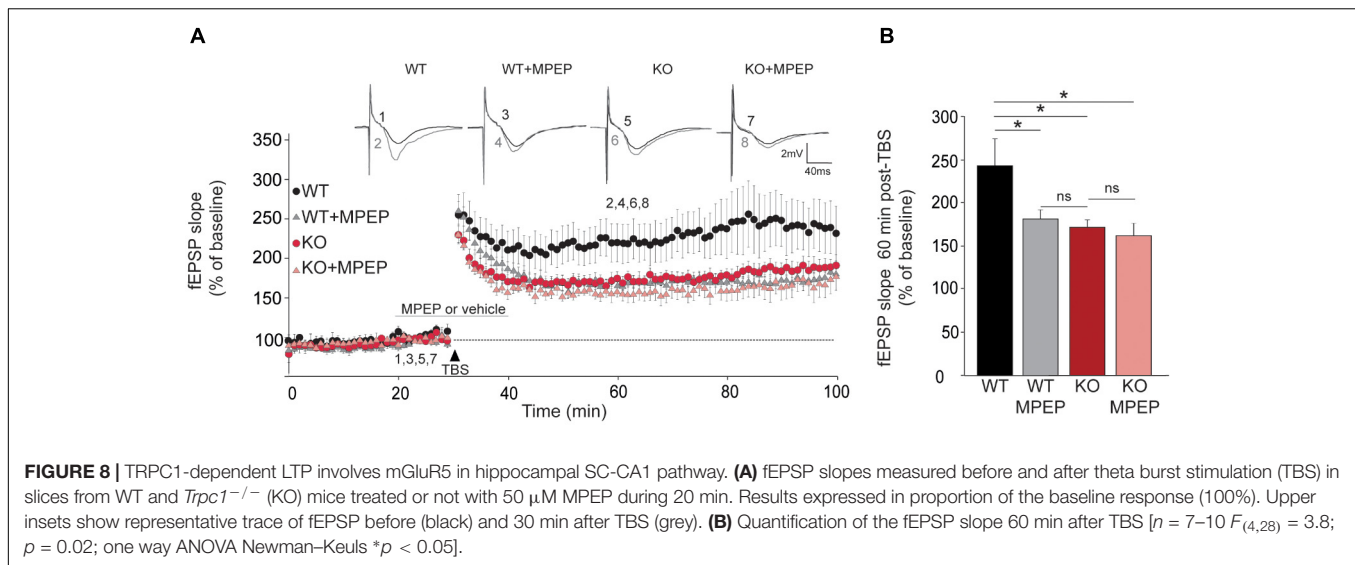 A
B
WT
WT+MPEP
KO
KO+MPEP
1
2
3
4
5
6
7
8
2mV
40ms
350
300
250
200
150
100
fEPSP slope
(% of baseline)
WT
WT+MPEP
KO
KO+MPEP
2,4,6,8
MPEP or vehicle
1,3,5,7
TBS
0
20
40
60
80
100
Time (min)
fEPSP slope 60 min post-TBS
(% of baseline)
300
250
200
150
100
50
0
*
*
*
ns
ns
WT
WT
MPEP
KO
KO
MPEP
FIGURE 8 | TRPC1-dependent LTP involves mGluR5 in hippocampal SC-CA1 pathway. (A) fEPSP slopes measured before and after theta burst stimulation (TBS) in
slices from WT and Trpc1−/− (KO) mice treated or not with 50 μM MPEP during 20 min. Results expressed in proportion of the baseline response (100%). Upper
insets show representative trace of fEPSP before (black) and 30 min after TBS (grey). (B) Quantification of the fEPSP slope 60 min after TBS [n = 7–10 F(4,28) = 3.8;
p = 0.02; one way ANOVA Newman–Keuls *p < 0.05].